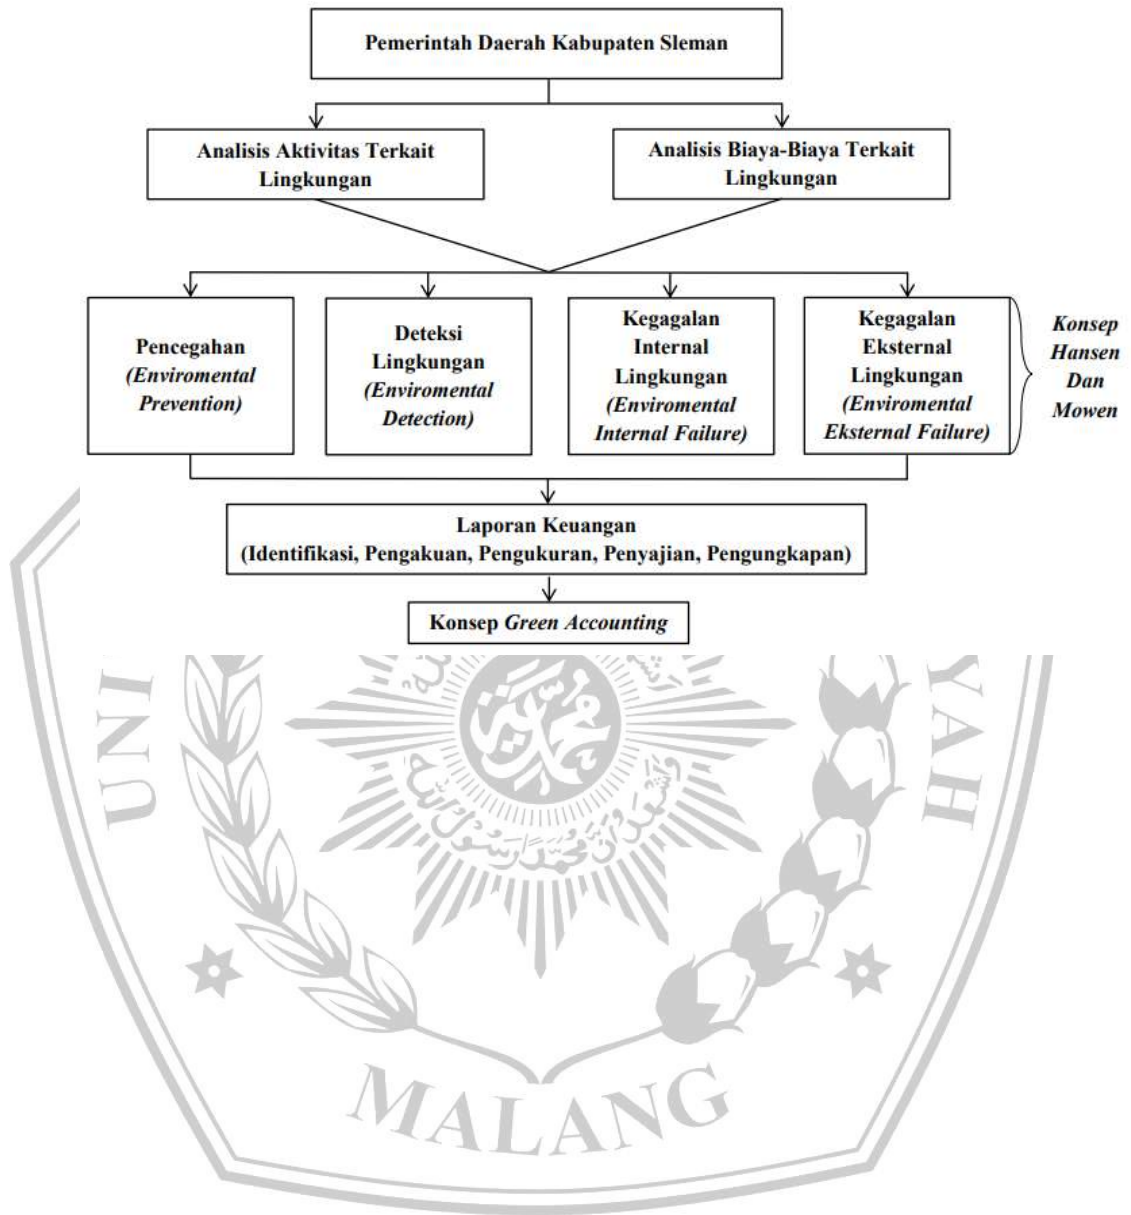 Pemerintah Daerah Kabupaten Sleman
Analisis Aktivitas Terkait
Lingkungan
Analisis Biaya-Biaya Terkait
Lingkungan
Pencegahan
(Enviromental
Prevention)
Deteksi
Lingkungan
(Enviromental
Detection)
Kegagalan
Internal
Lingkungan
(Enviromental
Internal Failure)
Kegagalan
Eksternal
Lingkungan
(Enviromental
Eksternal Failure)
Konsep
Hansen
Dan
Mowen
Laporan Keuangan
(Identifikasi, Pengakuan, Pengukuran, Penyajian, Pengungkapan)
Konsep Green Accounting
UNI
YAH
MALANG